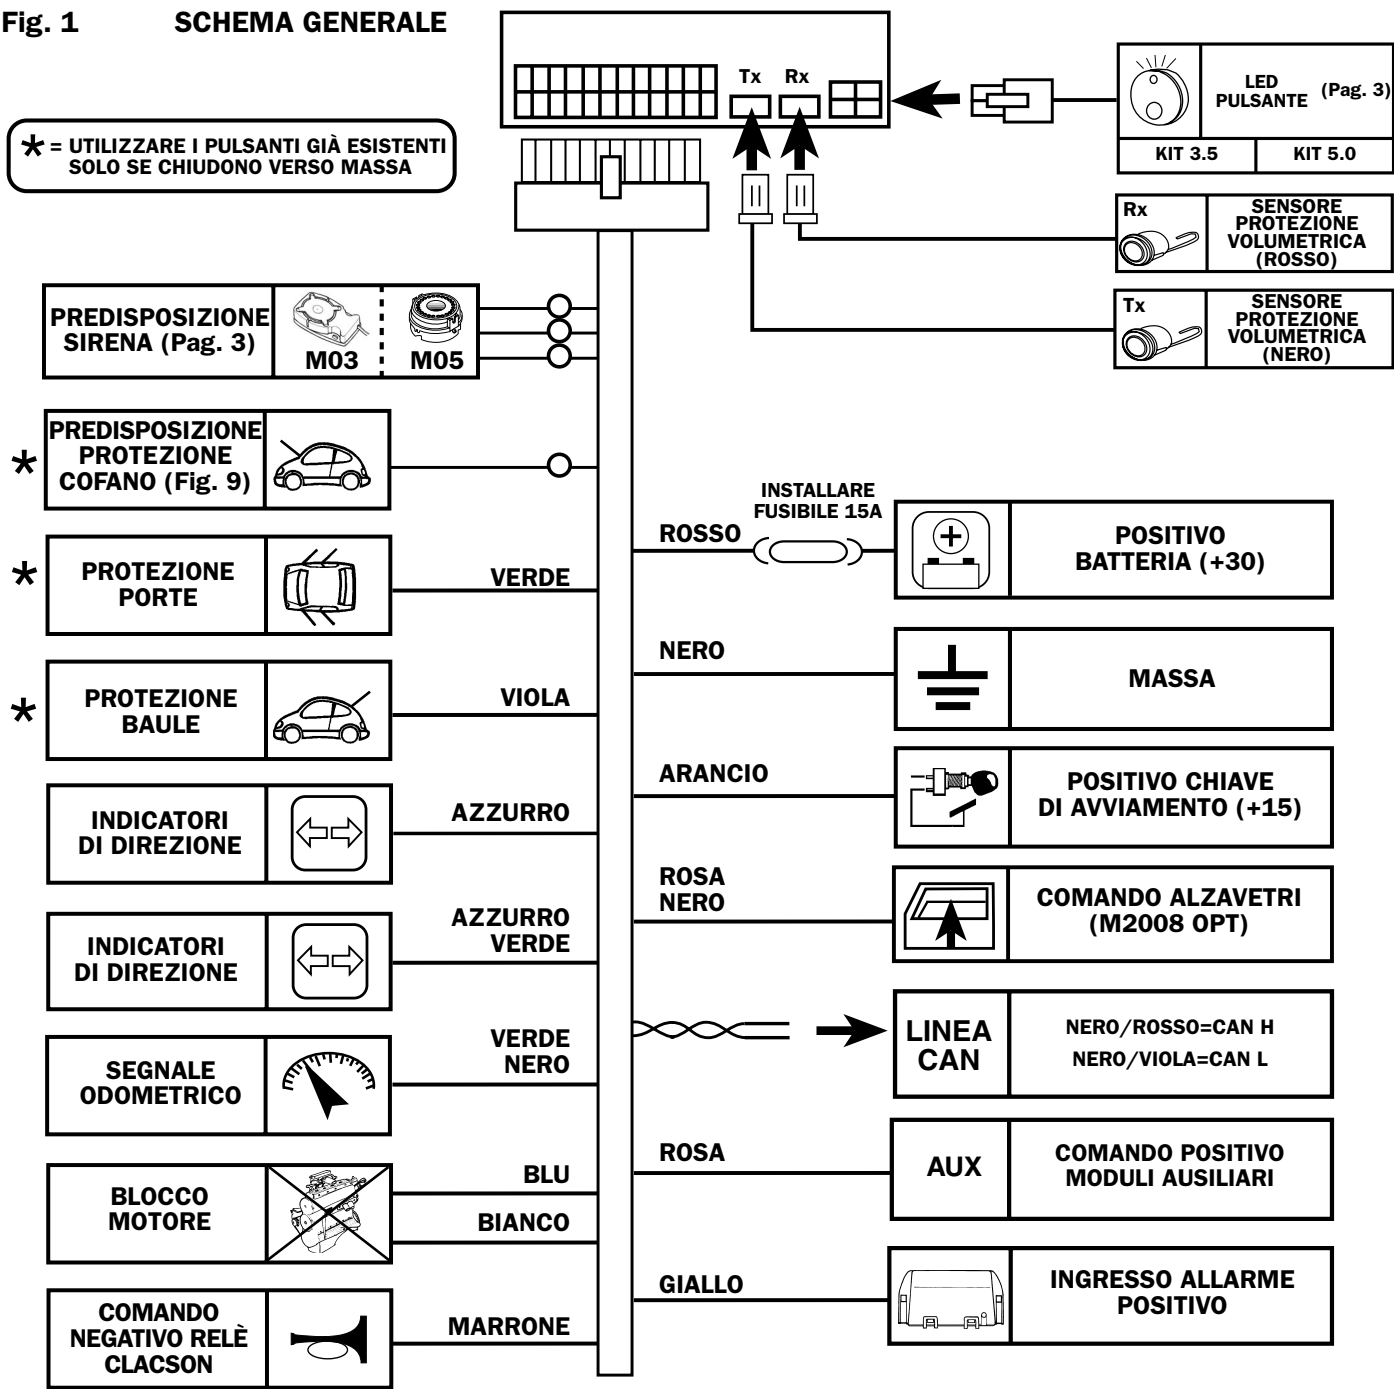 Fig. 1 SCHEMA GENERALE
* = UTILIZZARE I PULSANTI GIÀ ESISTENTI
SOLO SE CHIUDONO VERSO MASSA
Tx Rx
LED
PULSANTE
(Pag. 3)
KIT 3.5
KIT 5.0
Rx
SENSORE
PROTEZIONE
VOLUMETRICA
(ROSSO)
Tx
SENSORE
PROTEZIONE
VOLUMETRICA
(NERO)
PREDISPOSIZIONE
SIRENA (Pag. 3)
M03
M05
*
PREDISPOSIZIONE
PROTEZIONE
COFANO (Fig. 9)
*
PROTEZIONE
PORTE
VERDE
*
PROTEZIONE
BAULE
VIOLA
INDICATORI
DI DIREZIONE
AZZURRO
INDICATORI
DI DIREZIONE
AZZURRO
VERDE
SEGNALE
ODOMETRICO
VERDE
NERO
BLOCCO
MOTORE
BLU
BIANCO
COMANDO
NEGATIVO RELÈ
CLACSON
MARRONE
ROSSO
INSTALLARE
FUSIBILE 15A
POSITIVO
BATTERIA (+30)
NERO
MASSA
ARANCIO
POSITIVO CHIAVE
DI AVVIAMENTO (+15)
ROSA
NERO
COMANDO ALZAVETRI
(M2008 OPT)
LINEA
CAN
NERO/ROSSO=CAN H
NERO/VIOLA=CAN L
ROSA
AUX
COMANDO POSITIVO
MODULI AUSILIARI
GIALLO
INGRESSO ALLARME
POSITIVO